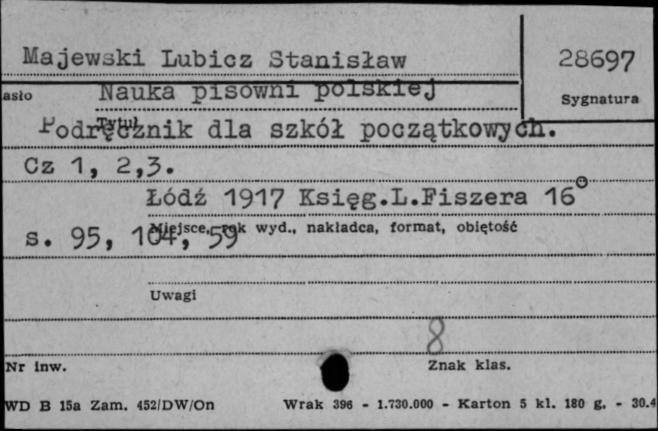 Majewski Lubicz Stanisław
28697
asło
Nauka pisowni polskiej
Sygnatura
Tytuł
Podręcznik dla szkół początkowych.
Cz 1, 2,3.
Łódź 1917 Księg.L.Fiszera 16°
Miejsce, rok wyd., nakładca, format, objętość
s. 95, 104, 59
Uwagi
8
Nr inw.
Znak klas.
WD B 15a Zam. 452/DW/On
Wrak 396 - 1.730.000 - Karton 5 kl. 180 g. - 30.4